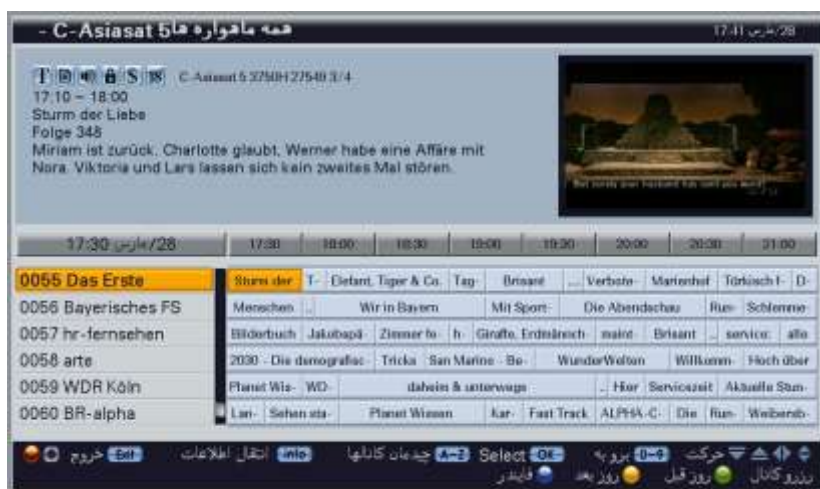 همه ماهواره ها C-Asiasat 5 -
28/مارس 17:41
C-Asiasat 5 3760H 27540 3/4
17:10 – 18:00
Sturm der Liebe
Folge 348
Miriam ist zurück. Charlotte glaubt, Werner habe eine Affäre mit
Nora. Viktoria und Lars lassen sich kein zweites Mal stören.
28/مارس 17:30
17:30 18:00 18:30 19:00 19:30 20:00 20:30 21:00
0055 Das Erste Sturm der T- Elefant, Tiger & Co. Tag- Brisant ... Verbote- Marienhof Türkisch f- D-
0056 Bayerisches FS Menschen .. Wir in Bayern Mit Sport- Die Abendschau Run- Schlemme-
0057 hr-fernsehen Bilderbuch Jakobspä- Zimmer fr- h- Giraffe, Erdmännch- maint- Brisant .. service: alle
0058 arte 2030 - Die demografisc- Tricks San Marino - Be- WunderWelten Willkomm- Hoch über
0059 WDR Köln Planet Wis- WD- daheim & unterwegs .. Hier Servicezeit Aktuelle Stun-
0060 BR-alpha Lan- Sehen sta- Planet Wissen Kar- Fast Track ALPHA-C- Die Run- Weibersb-
حرکت 0~9 برو به OK Select A~Z چیدمان کانالها info انتقال اطلاعات Exit خروج
رزرو کانال روز قبل روز بعد فایندر